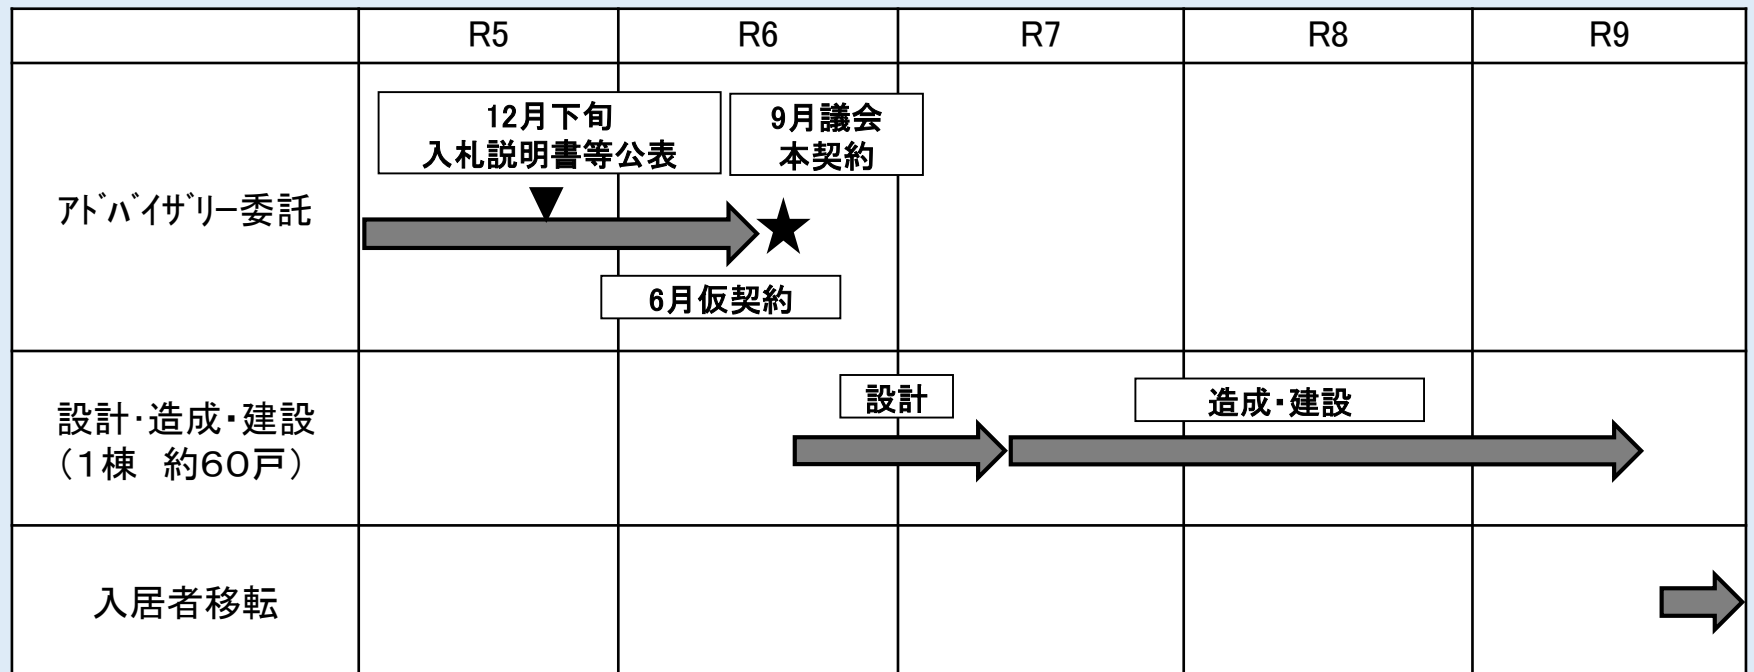 R5
R6
R7
R8
R9
ｱﾄﾞﾊﾞｲｻﾞﾘｰ委託
12月下旬
入札説明書等公表
9月議会
本契約
6月仮契約
設計･造成･建設
（１棟　約６０戸）
設計
造成･建設
入居者移転